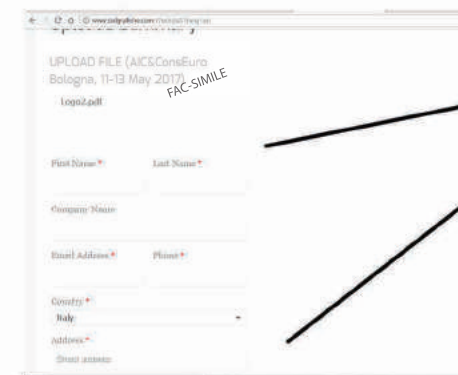 UPLOAD FILE (AIC&ConsEuro
Bologna, 11-13 May 2017)
FAC-SIMILE
Logo2.pdf
First Name * Last Name *
Company Name
Email Address * Phone *
Country *
Italy
Address *
Street address